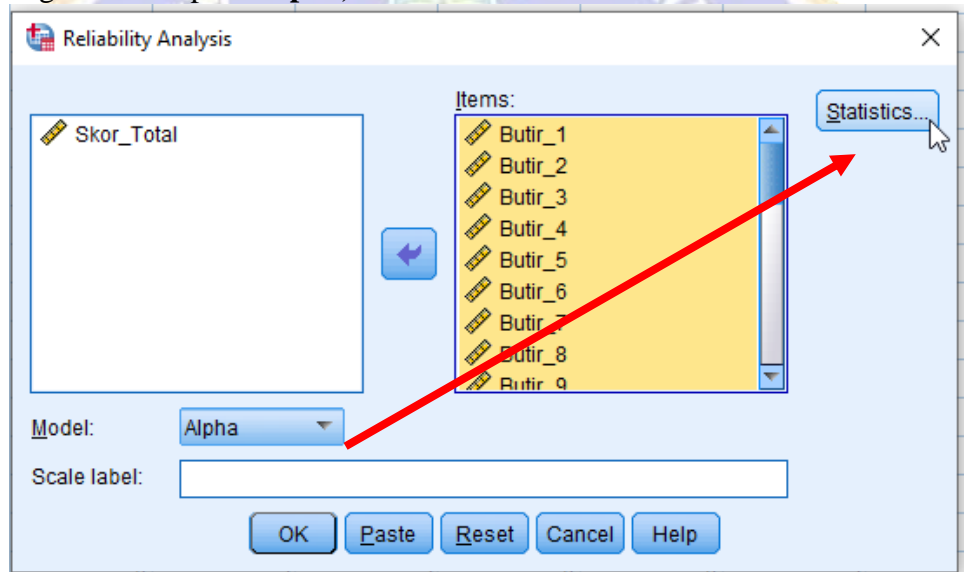 Reliability Analysis
Items:
Skor_Total
Butir_1
Butir_2
Butir_3
Butir_4
Butir_5
Butir_6
Butir_7
Butir_8
Butir_9
Statistics...
Model:
Alpha
Scale label:
OK
Paste
Reset
Cancel
Help